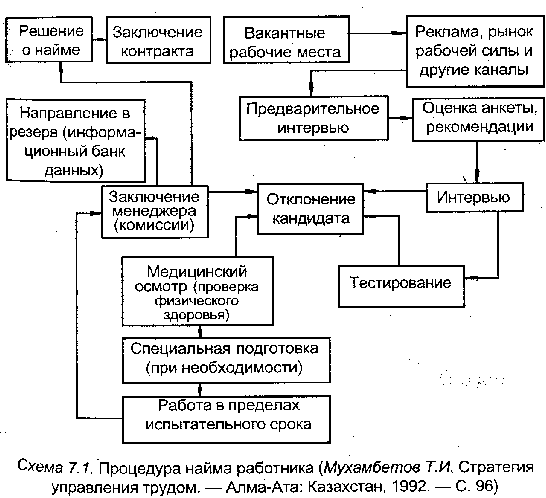 Решение
о найме
Заключение
контракта
Вакантные
рабочие места
Реклама, рынок
рабочей силы и
другие каналы
Направление в
резерв (информа-
ционный банк
данных)
Предварительное
интервью
Оценка анкеты,
рекомендации
Заключение
менеджера
(комиссии)
Отклонение
кандидата
Интервью
Медицинский
осмотр (проверка
физического
здоровья)
Тестирование
Специальная подготовка
(при необходимости)
Работа в пределах
испытательного срока
Схема 7.1. Процедура найма работника (Мухамбетов Т.И. Стратегия
управления трудом. — Алма-Ата: Казахстан, 1992. — С. 96)